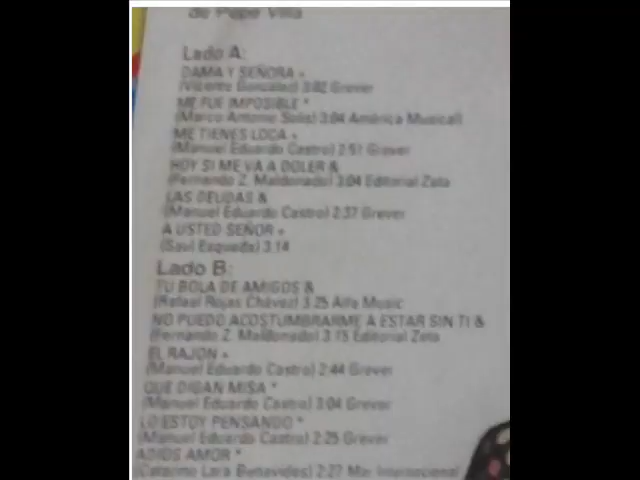 de Pepe Villa
Lado A:
DAMA Y SEÑORA +
(Vicente González) 3:02 Grever
ME FUE IMPOSIBLE *
(Marco Antonio Solís) 3:04 América Musical)
ME TIENES LOCA +
(Manuel Eduardo Castro) 2:51 Grever
HOY SI ME VA A DOLER &
(Fernando Z. Maldonado) 3:04 Editorial Zeta
LAS DEUDAS &
(Manuel Eduardo Castro) 2:37 Grever
A USTED SEÑOR +
(Saul Esqueda) 3:14
Lado B:
TU BOLA DE AMIGOS &
(Rafael Rojas Chávez) 3:25 Alfa Music
NO PUEDO ACOSTUMBRARME A ESTAR SIN TI &
(Fernando Z. Maldonado) 3:15 Editorial Zeta
EL RAJON +
(Manuel Eduardo Castro) 2:44 Grever
QUE DIGAN MISA *
(Manuel Eduardo Castro) 3:04 Grever
LO ESTOY PENSANDO *
(Manuel Eduardo Castro) 2:25 Grever
ADIOS AMOR *
(Catarino Lara Benavides) 2:27 Mar Internacional